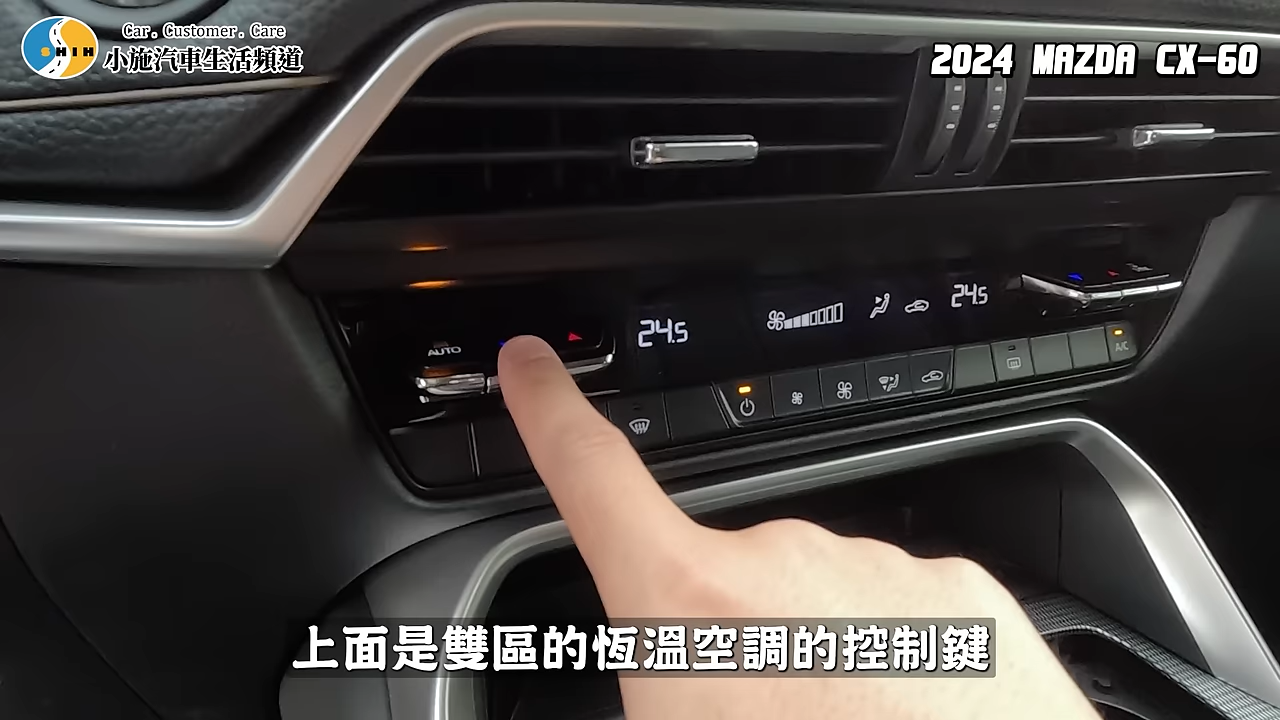 Car. Customer. Care
SHIH
小施汽車生活頻道
2024 MAZDA CX-60
AUTO
24.5
24.5
A/C
上面是雙區的恆溫空調的控制鍵